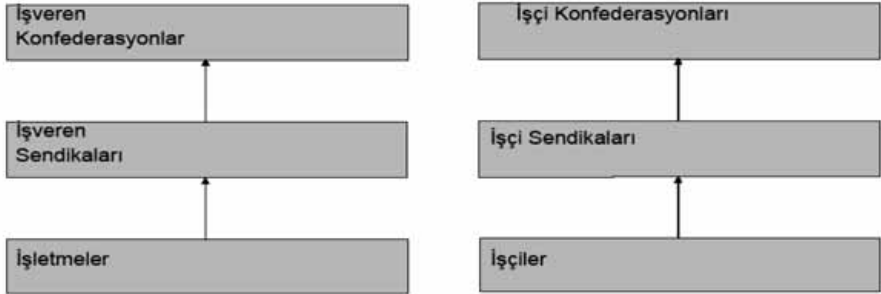 İşveren
Konfederasyonlar
İşçi Konfederasyonları
İşveren
Sendikaları
İşçi Sendikaları
İşletmeler
İşçiler